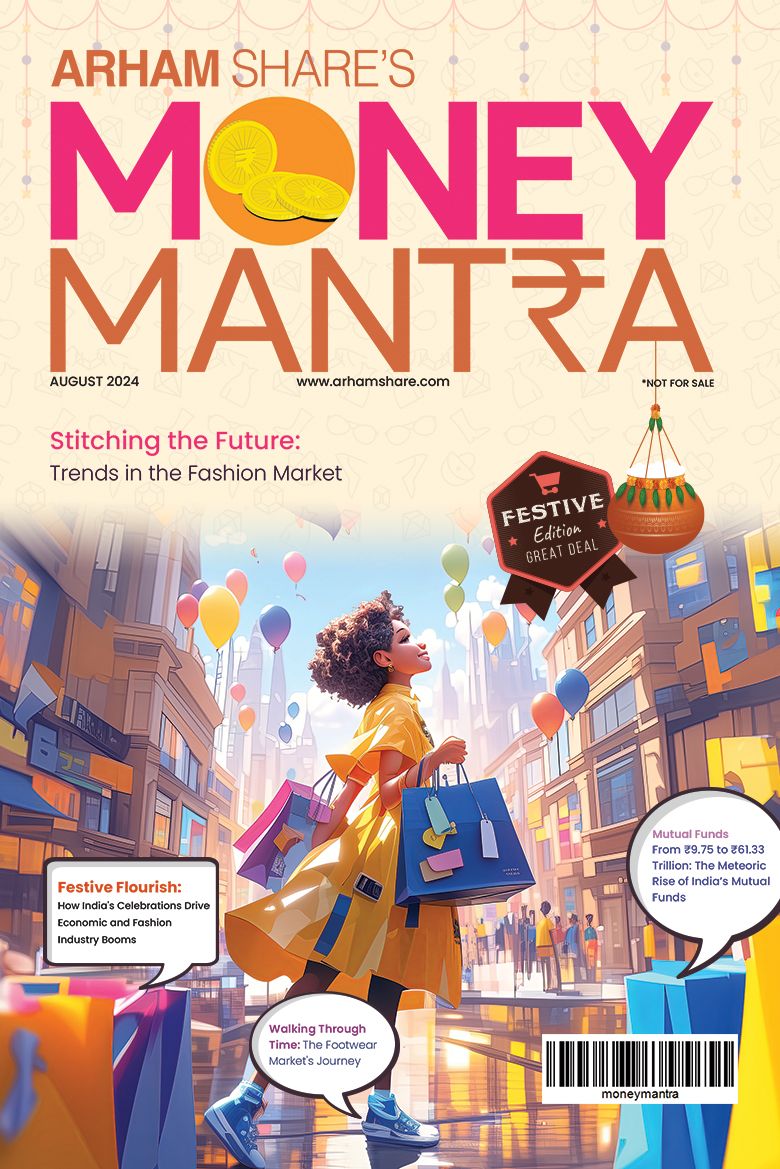 ARHAM SHARE'S
MONEY
MANT₹A
AUGUST 2024
www.arhamshare.com
*NOT FOR SALE
Stitching the Future:
Trends in the Fashion Market
FESTIVE
Edition
GREAT DEAL
Mutual Funds
From ₹9.75 to ₹61.33
Trillion: The Meteoric
Rise of India's Mutual
Funds
Festive Flourish:
How India's Celebrations Drive
Economic and Fashion
Industry Booms
Walking Through
Time: The Footwear
Market's Journey
moneymantra